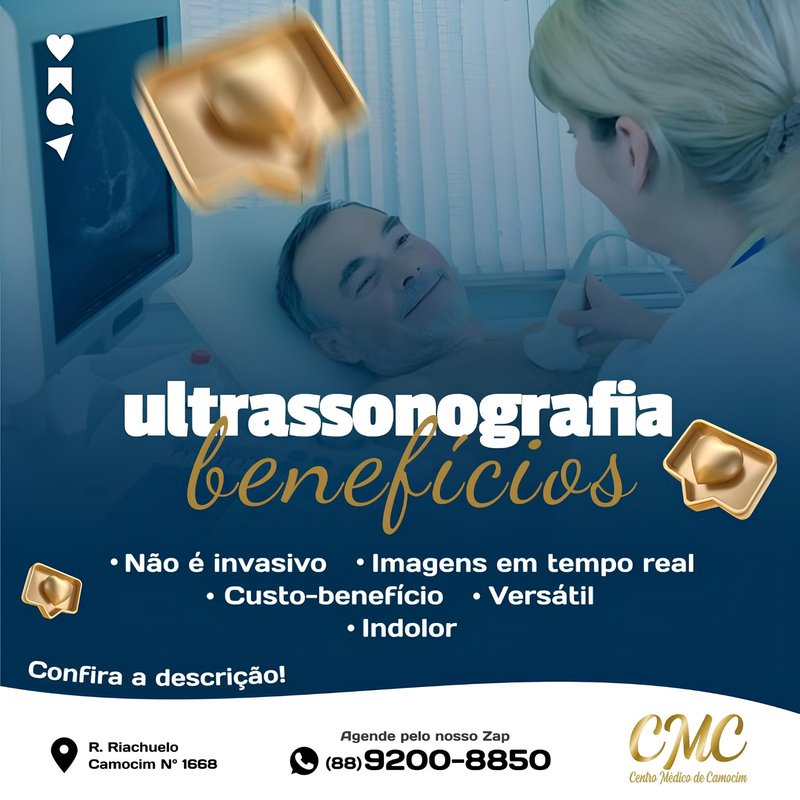 ultrassonografia
benefícios
• Não é invasivo • Imagens em tempo real
• Custo-benefício • Versátil
• Indolor
Confira a descrição!
R. Riachuelo
Camocim Nº 1668
Agende pelo nosso Zap
(88) 9200-8850
CMC
Centro Médico de Camocim